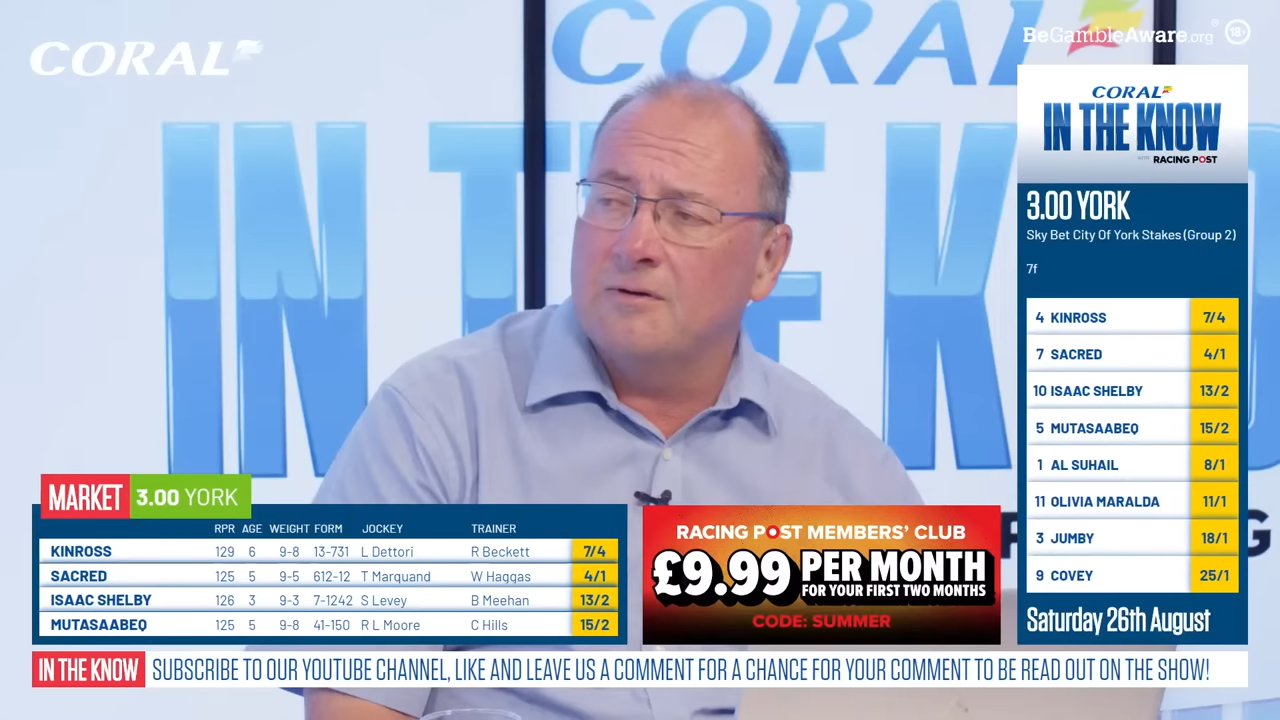 CORAL
CORAL
BeGambleAware.org® 18+
IN THE K
CORAL
IN THE KNOW
WITH RACING POST
3.00 YORK
Sky Bet City Of York Stakes (Group 2)
7f
4 KINROSS 7/4
7 SACRED 4/1
10 ISAAC SHELBY 13/2
5 MUTASAABEQ 15/2
1 AL SUHAIL 8/1
11 OLIVIA MARALDA 11/1
3 JUMBY 18/1
9 COVEY 25/1
Saturday 26th August
MARKET 3.00 YORK
RPR AGE WEIGHT FORM JOCKEY TRAINER
KINROSS 129 6 9-8 13-731 L Dettori R Beckett 7/4
SACRED 125 5 9-5 612-12 T Marquand W Haggas 4/1
ISAAC SHELBY 126 3 9-3 7-1242 S Levey B Meehan 13/2
MUTASAABEQ 125 5 9-8 41-150 R L Moore C Hills 15/2
RACING POST MEMBERS' CLUB
£9.99 PER MONTH
FOR YOUR FIRST TWO MONTHS
CODE: SUMMER
IN THE KNOW SUBSCRIBE TO OUR YOUTUBE CHANNEL, LIKE AND LEAVE US A COMMENT FOR A CHANCE FOR YOUR COMMENT TO BE READ OUT ON THE SHOW!